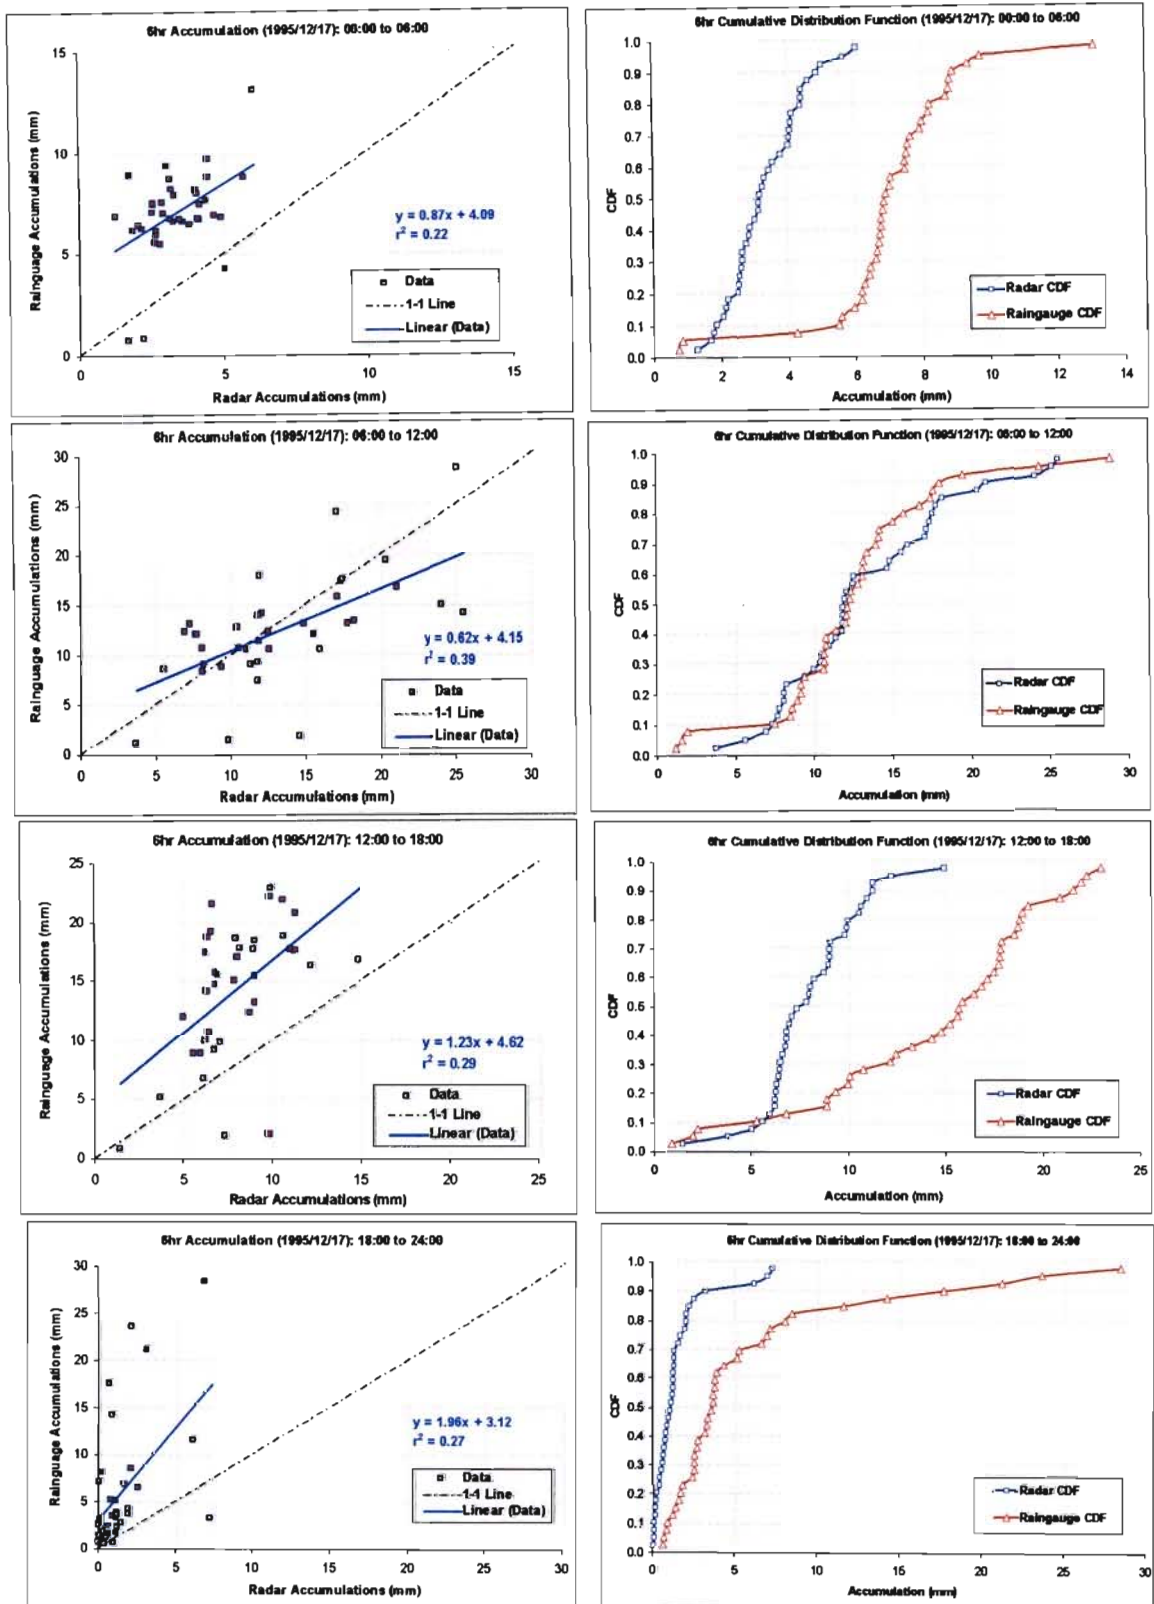 6hr Accumulation (1995/12/17): 00:00 to 06:00
15
10
5
0
Rainguage Accumulations (mm)
y = 0.87x + 4.09
r² = 0.22
Data
1-1 Line
Linear (Data)
0 5 10 15
Radar Accumulations (mm)
6hr Cumulative Distribution Function (1995/12/17): 00:00 to 06:00
1.0
0.9
0.8
0.7
0.6
0.5
0.4
0.3
0.2
0.1
0.0
CDF
Radar CDF
Raingauge CDF
0 2 4 6 8 10 12 14
Accumulation (mm)
6hr Accumulation (1995/12/17): 06:00 to 12:00
30
25
20
15
10
5
0
Rainguage Accumulations (mm)
y = 0.62x + 4.15
r² = 0.39
Data
1-1 Line
Linear (Data)
0 5 10 15 20 25 30
Radar Accumulations (mm)
6hr Cumulative Distribution Function (1995/12/17): 06:00 to 12:00
1.0
0.9
0.8
0.7
0.6
0.5
0.4
0.3
0.2
0.1
0.0
CDF
Radar CDF
Raingauge CDF
0 5 10 15 20 25 30
Accumulation (mm)
6hr Accumulation (1995/12/17): 12:00 to 18:00
25
20
15
10
5
0
Rainguage Accumulations (mm)
y = 1.23x + 4.62
r² = 0.29
Data
1-1 Line
Linear (Data)
0 5 10 15 20 25
Radar Accumulations (mm)
6hr Cumulative Distribution Function (1995/12/17): 12:00 to 18:00
1.0
0.9
0.8
0.7
0.6
0.5
0.4
0.3
0.2
0.1
0.0
CDF
Radar CDF
Raingauge CDF
0 5 10 15 20 25
Accumulation (mm)
6hr Accumulation (1995/12/17): 18:00 to 24:00
30
25
20
15
10
5
0
Rainguage Accumulations (mm)
y = 1.96x + 3.12
r² = 0.27
Data
1-1 Line
Linear (Data)
0 5 10 15 20 25 30
Radar Accumulations (mm)
6hr Cumulative Distribution Function (1995/12/17): 18:00 to 24:00
1.0
0.9
0.8
0.7
0.6
0.5
0.4
0.3
0.2
0.1
0.0
CDF
Radar CDF
Raingauge CDF
0 5 10 15 20 25 30
Accumulation (mm)